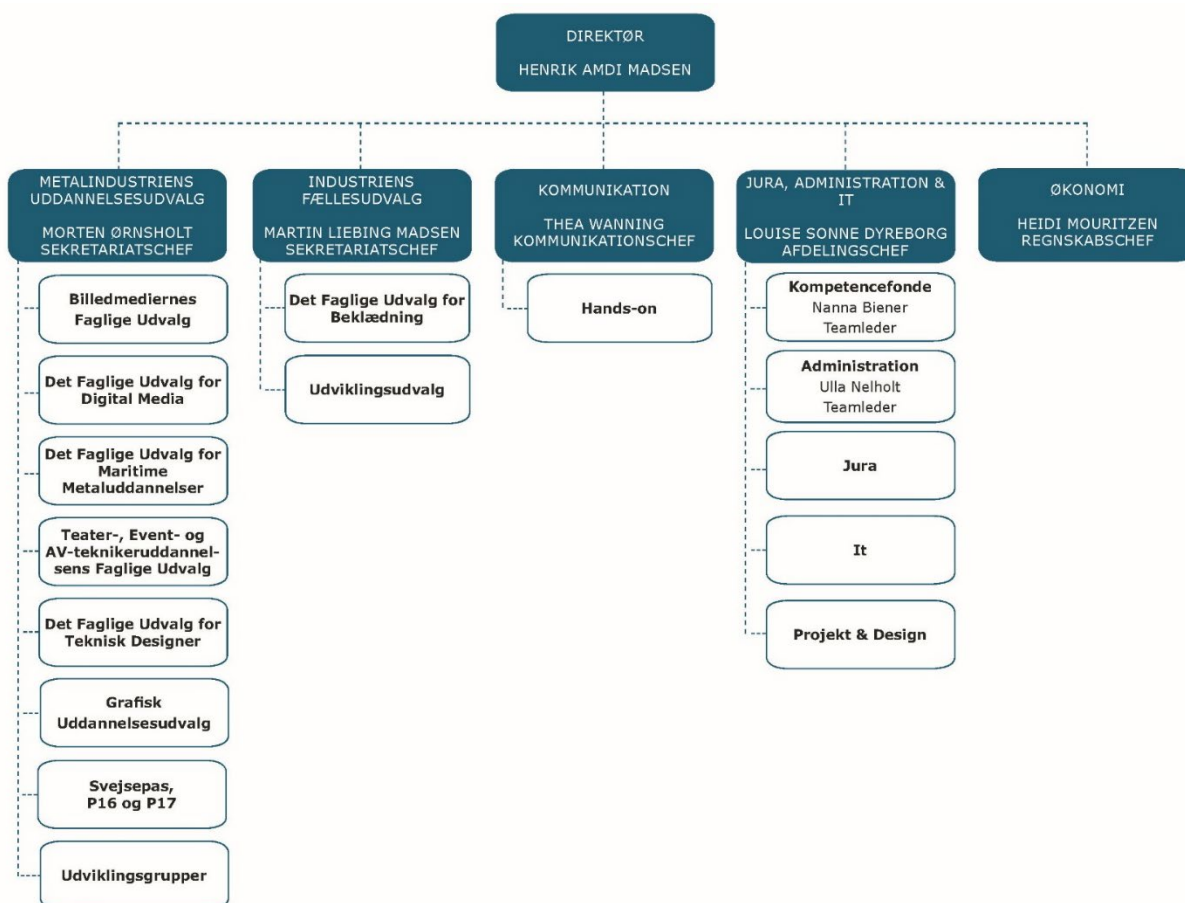 DIREKTØR
HENRIK AMDI MADSEN
METALINDUSTRIENS
UDDANNELSESUDVALG
MORTEN ØRNSHOLT
SEKRETARIATSCHEF
INDUSTRIENS
FÆLLESUDVALG
MARTIN LIEBING MADSEN
SEKRETARIATSCHEF
KOMMUNIKATION
THEA WANNING
KOMMUNIKATIONSCHEF
JURA, ADMINISTRATION &
IT
LOUISE SONNE DYREBORG
AFDELINGSCHEF
ØKONOMI
HEIDI MOURITZEN
REGNSKABSCHEF
Billedmediernes
Faglige Udvalg
Det Faglige Udvalg for
Digital Media
Det Faglige Udvalg for
Maritime
Metaluddannelser
Teater-, Event- og
AV-teknikeruddannel-
sens Faglige Udvalg
Det Faglige Udvalg for
Teknisk Designer
Grafisk
Uddannelsesudvalg
Svejsepas,
P16 og P17
Udviklingsgrupper
Det Faglige Udvalg for
Beklædning
Udviklingsudvalg
Hands-on
Kompetencefonde
Nanna Biener
Teamleder
Administration
Ulla Nelholt
Teamleder
Jura
It
Projekt & Design